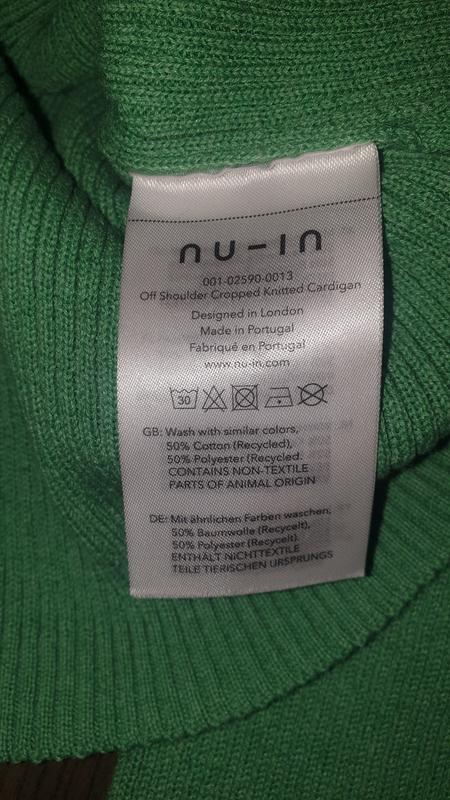 nu-in
001-02590-0013
Off Shoulder Cropped Knitted Cardigan
Designed in London
Made in Portugal
Fabriqué en Portugal
www.nu-in.com
30
GB: Wash with similar colors,
50% Cotton (Recycled),
50% Polyester (Recycled.
CONTAINS NON-TEXTILE
PARTS OF ANIMAL ORIGIN
DE: Mit ähnlichen Farben waschen,
50% Baumwolle (Recycelt),
50% Polyester (Recycelt).
ENTHÄLT NICHTTEXTILE
TEILE TIERISCHEN URSPRUNGS